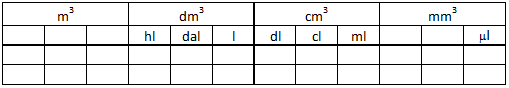 m³ dm³ cm³ mm³
hl dal l dl cl ml μl